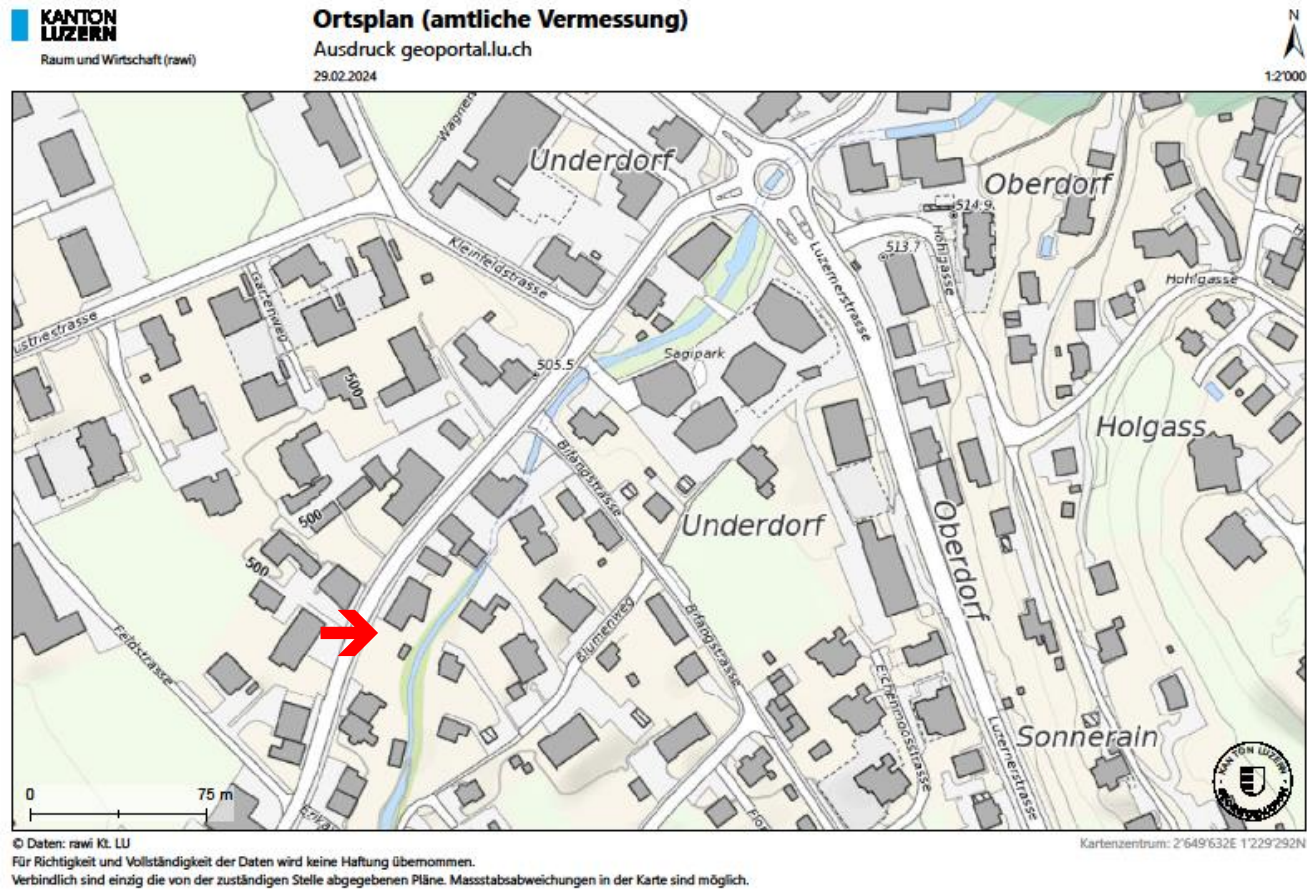 KANTON
LUZERN
Raum und Wirtschaft (rawi)
Ortsplan (amtliche Vermessung)
Ausdruck geoportal.lu.ch
29.02.2024
N
1:2'000
Underdorf
Oberdorf
514.9
513.7
Hohlgasse
Hohlgasse
Kleinfeldstrasse
Luzernerstrasse
Gartenweg
ustriestrasse
Sagipark
505.5
500
Holgass
Bifangstrasse
500
Underdorf
Oberdorf
500
Blumenweg
Bifangstrasse
Feldstrasse
Eichenmoosstrasse
Luzernerstrasse
Sonnerain
KANTON LUZERN
0 75 m
© Daten: rawi Kt. LU
Kartenzentrum: 2'649'632E 1'229'292N
Für Richtigkeit und Vollständigkeit der Daten wird keine Haftung übernommen.
Verbindlich sind einzig die von der zuständigen Stelle abgegebenen Pläne. Massstabsabweichungen in der Karte sind möglich.